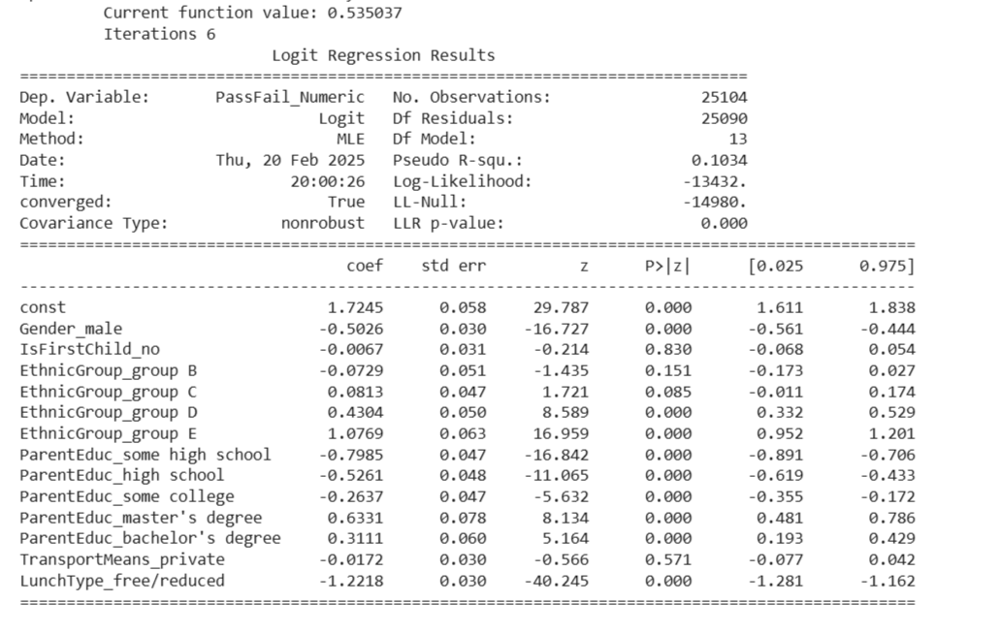 Current function value: 0.535037
Iterations 6
Logit Regression Results
==============================================================================
Dep. Variable: PassFail_Numeric No. Observations: 25104
Model: Logit Df Residuals: 25090
Method: MLE Df Model: 13
Date: Thu, 20 Feb 2025 Pseudo R-squ.: 0.1034
Time: 20:00:26 Log-Likelihood: -13432.
converged: True LL-Null: -14980.
Covariance Type: nonrobust LLR p-value: 0.000
================================================================================================
coef std err z P>|z| [0.025 0.975]
------------------------------------------------------------------------------------------------
const 1.7245 0.058 29.787 0.000 1.611 1.838
Gender_male -0.5026 0.030 -16.727 0.000 -0.561 -0.444
IsFirstChild_no -0.0067 0.031 -0.214 0.830 -0.068 0.054
EthnicGroup_group B -0.0729 0.051 -1.435 0.151 -0.173 0.027
EthnicGroup_group C 0.0813 0.047 1.721 0.085 -0.011 0.174
EthnicGroup_group D 0.4304 0.050 8.589 0.000 0.332 0.529
EthnicGroup_group E 1.0769 0.063 16.959 0.000 0.952 1.201
ParentEduc_some high school -0.7985 0.047 -16.842 0.000 -0.891 -0.706
ParentEduc_high school -0.5261 0.048 -11.065 0.000 -0.619 -0.433
ParentEduc_some college -0.2637 0.047 -5.632 0.000 -0.355 -0.172
ParentEduc_master's degree 0.6331 0.078 8.134 0.000 0.481 0.786
ParentEduc_bachelor's degree 0.3111 0.060 5.164 0.000 0.193 0.429
TransportMeans_private -0.0172 0.030 -0.566 0.571 -0.077 0.042
LunchType_free/reduced -1.2218 0.030 -40.245 0.000 -1.281 -1.162
================================================================================================